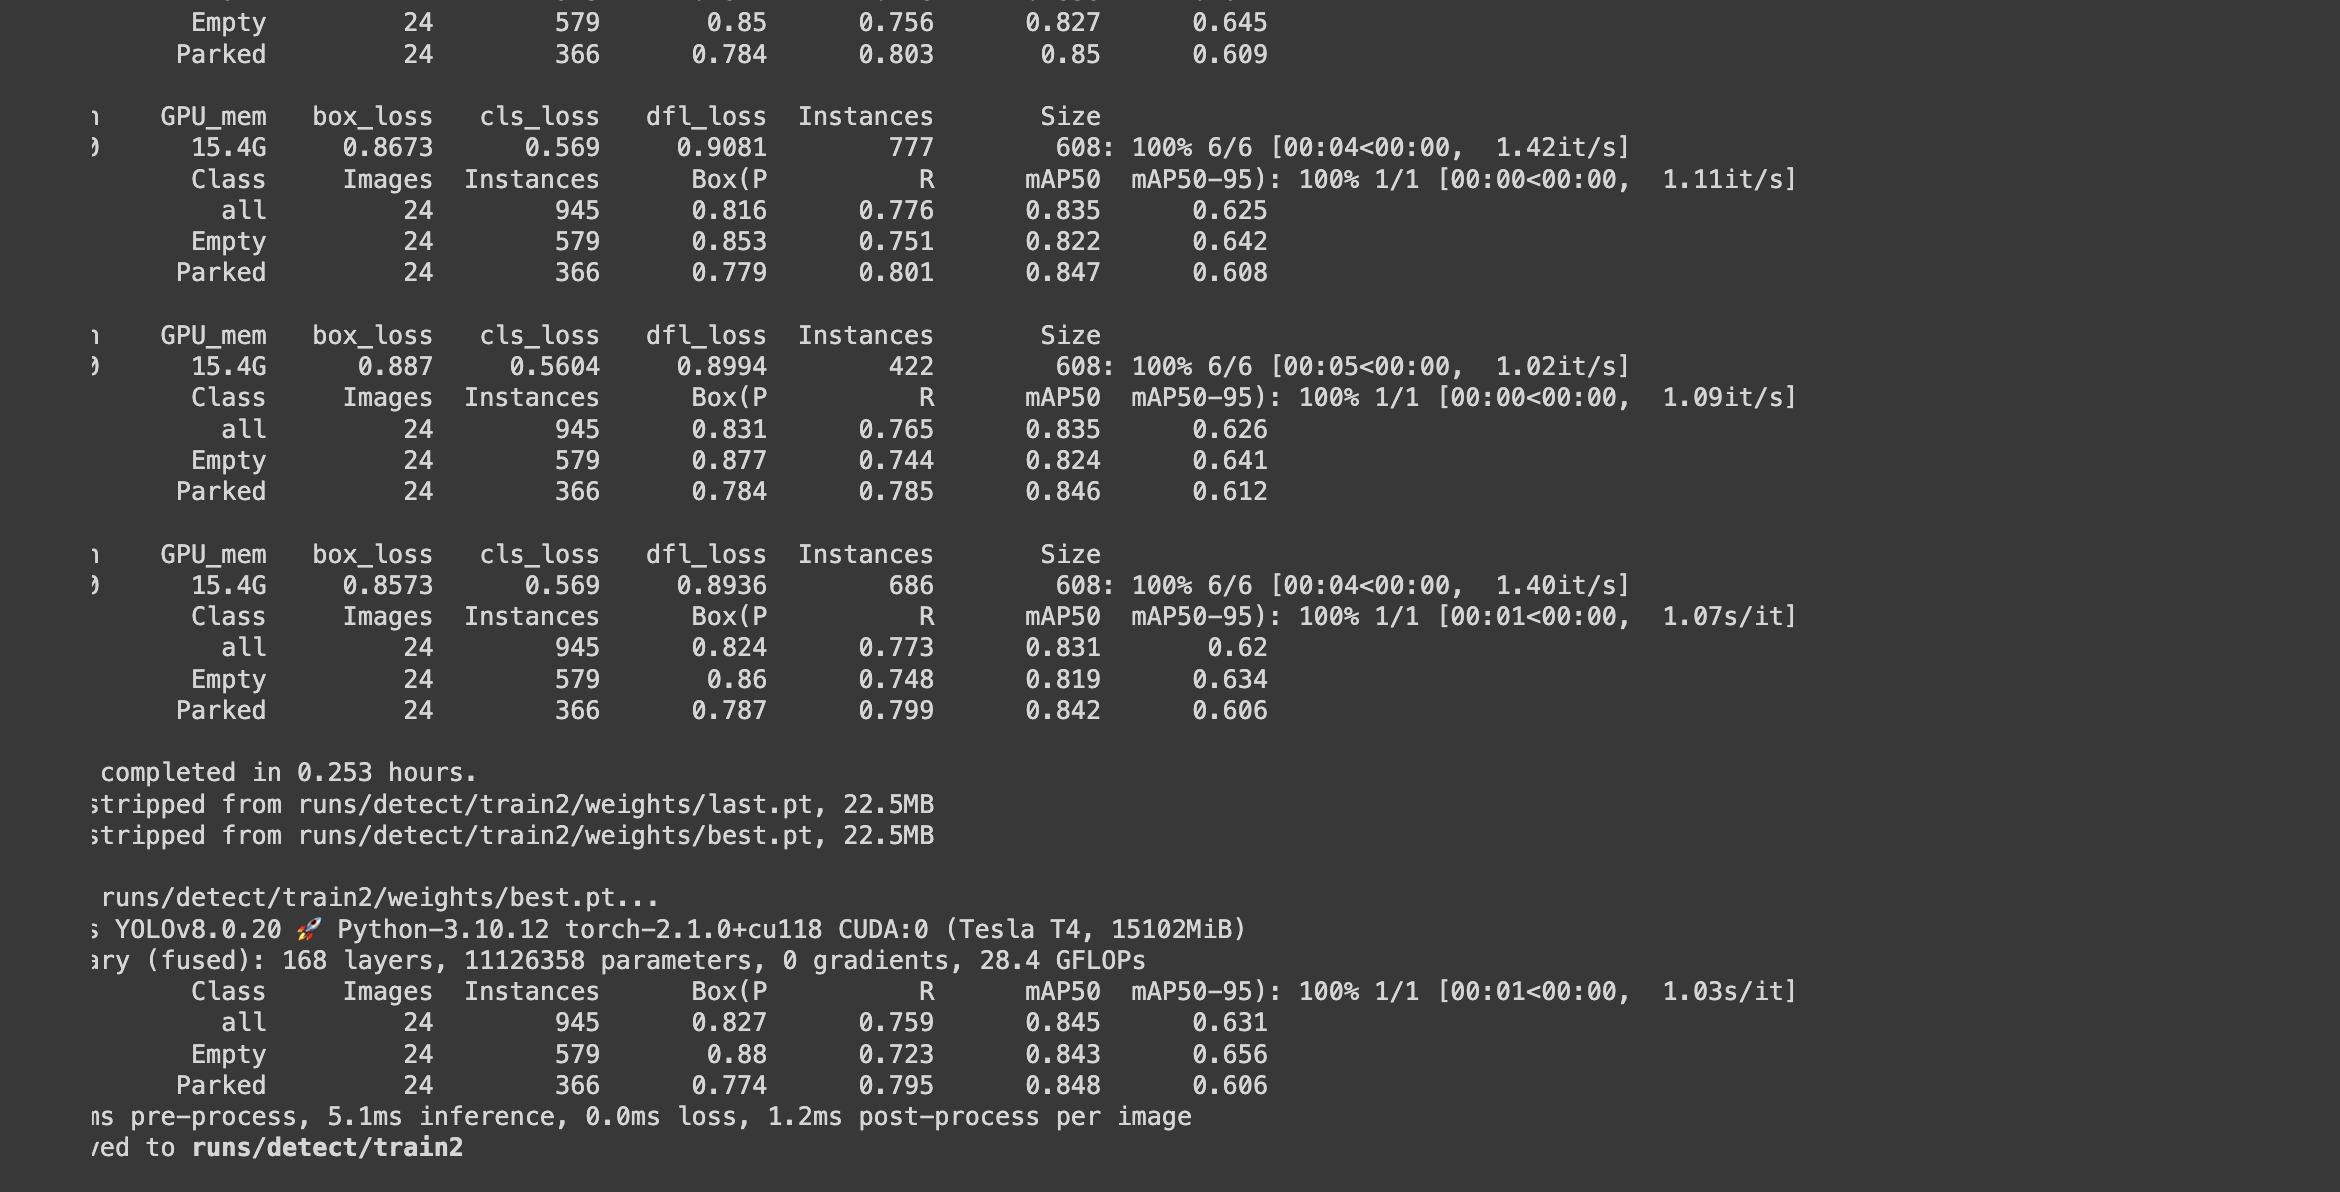 Empty 24 579 0.85 0.756 0.827 0.645
Parked 24 366 0.784 0.803 0.85 0.609
GPU_mem box_loss cls_loss dfl_loss Instances Size
15.4G 0.8673 0.569 0.9081 777 608: 100% 6/6 [00:04<00:00, 1.42it/s]
Class Images Instances Box(P R mAP50 mAP50-95): 100% 1/1 [00:00<00:00, 1.11it/s]
all 24 945 0.816 0.776 0.835 0.625
Empty 24 579 0.853 0.751 0.822 0.642
Parked 24 366 0.779 0.801 0.847 0.608
GPU_mem box_loss cls_loss dfl_loss Instances Size
15.4G 0.887 0.5604 0.8994 422 608: 100% 6/6 [00:05<00:00, 1.02it/s]
Class Images Instances Box(P R mAP50 mAP50-95): 100% 1/1 [00:00<00:00, 1.09it/s]
all 24 945 0.831 0.765 0.835 0.626
Empty 24 579 0.877 0.744 0.824 0.641
Parked 24 366 0.784 0.785 0.846 0.612
GPU_mem box_loss cls_loss dfl_loss Instances Size
15.4G 0.8573 0.569 0.8936 686 608: 100% 6/6 [00:04<00:00, 1.40it/s]
Class Images Instances Box(P R mAP50 mAP50-95): 100% 1/1 [00:01<00:00, 1.07s/it]
all 24 945 0.824 0.773 0.831 0.62
Empty 24 579 0.86 0.748 0.819 0.634
Parked 24 366 0.787 0.799 0.842 0.606
completed in 0.253 hours.
stripped from runs/detect/train2/weights/last.pt, 22.5MB
stripped from runs/detect/train2/weights/best.pt, 22.5MB
runs/detect/train2/weights/best.pt...
s YOLOv8.0.20 🚀 Python-3.10.12 torch-2.1.0+cu118 CUDA:0 (Tesla T4, 15102MiB)
ary (fused): 168 layers, 11126358 parameters, 0 gradients, 28.4 GFLOPs
Class Images Instances Box(P R mAP50 mAP50-95): 100% 1/1 [00:01<00:00, 1.03s/it]
all 24 945 0.827 0.759 0.845 0.631
Empty 24 579 0.88 0.723 0.843 0.656
Parked 24 366 0.774 0.795 0.848 0.606
ms pre-process, 5.1ms inference, 0.0ms loss, 1.2ms post-process per image
ved to runs/detect/train2